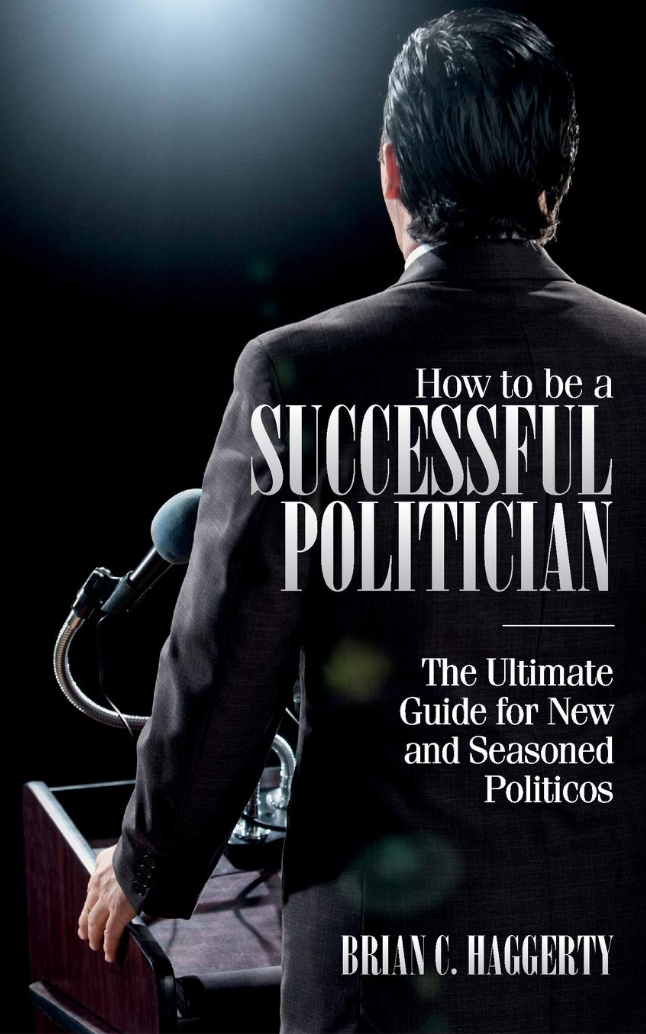 How to be a
SUCCESSFUL
POLITICIAN
The Ultimate
Guide for New
and Seasoned
Politicos
BRIAN C. HAGGERTY